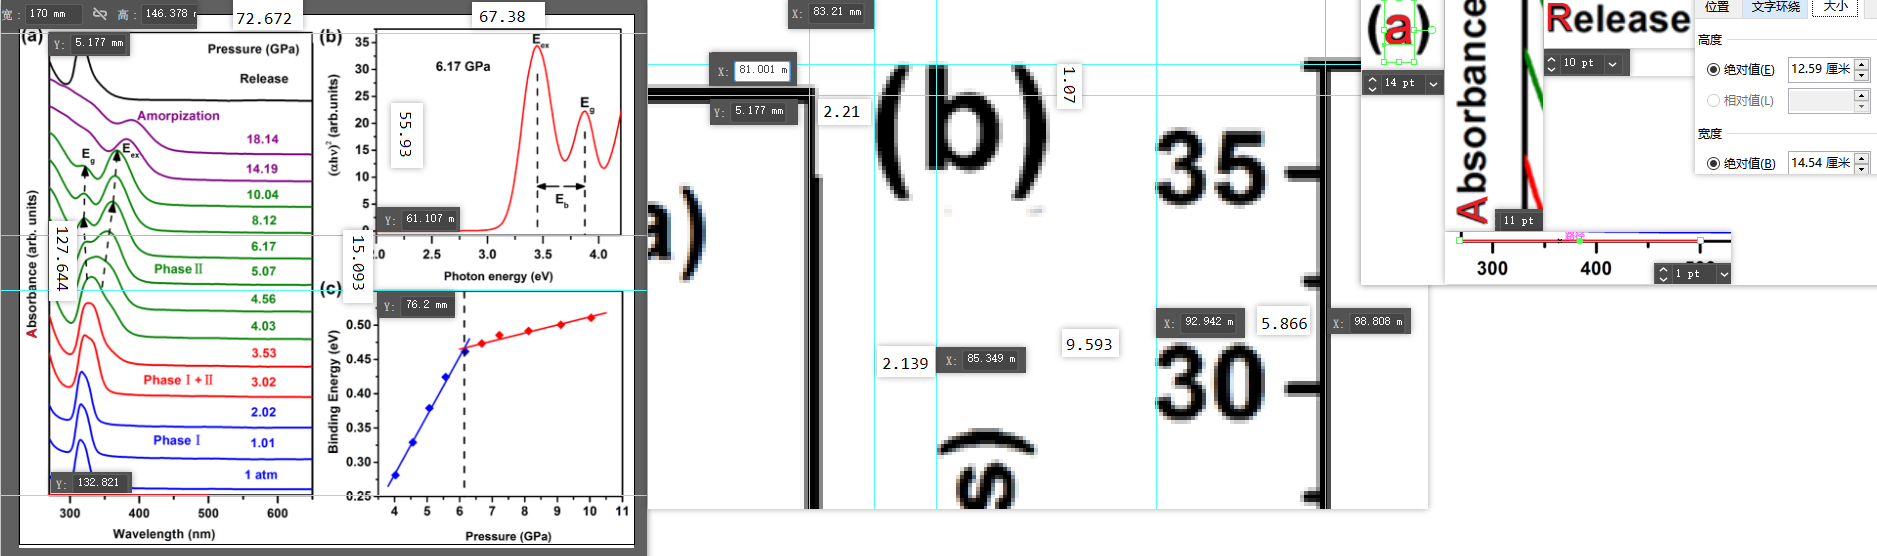 宽: 170 mm 高: 146.378 r
72.672
67.38
(a)
Y: 5.177 mm
Pressure (GPa)
Release
Amorpization
18.14
14.19
10.04
8.12
6.17
5.07
4.56
4.03
3.53
3.02
2.02
1.01
1 atm
Eg
Eex
Phase II
Phase I + II
Phase I
Absorbance (arb. units)
127.644
Y: 132.821
300 400 500 600
Wavelength (nm)
(b)
35
30
25
20
15
10
5
0
(αhν)² (arb.units)
6.17 GPa
Eex
Eg
Eb
55.93
Y: 61.107 m
2.0 2.5 3.0 3.5 4.0
Photon energy (eV)
15.093
(c)
Y: 76.2 mm
0.50
0.45
0.40
0.35
0.30
0.25
Binding Energy (eV)
4 5 6 7 8 9 10 11
Pressure (GPa)
X: 83.21 mm
X: 81.001 m
Y: 5.177 mm
2.21
a)
(b)
1.07
35
30
s)
2.139
X: 85.349 m
9.593
X: 92.942 m
5.866
X: 98.808 m
(a)
14 pt
Absorbance
11 pt
Release
10 pt
路径
300 400 500
1 pt
位置 文字环绕 大小
高度
绝对值(E) 12.59 厘米
相对值(L)
宽度
绝对值(B) 14.54 厘米